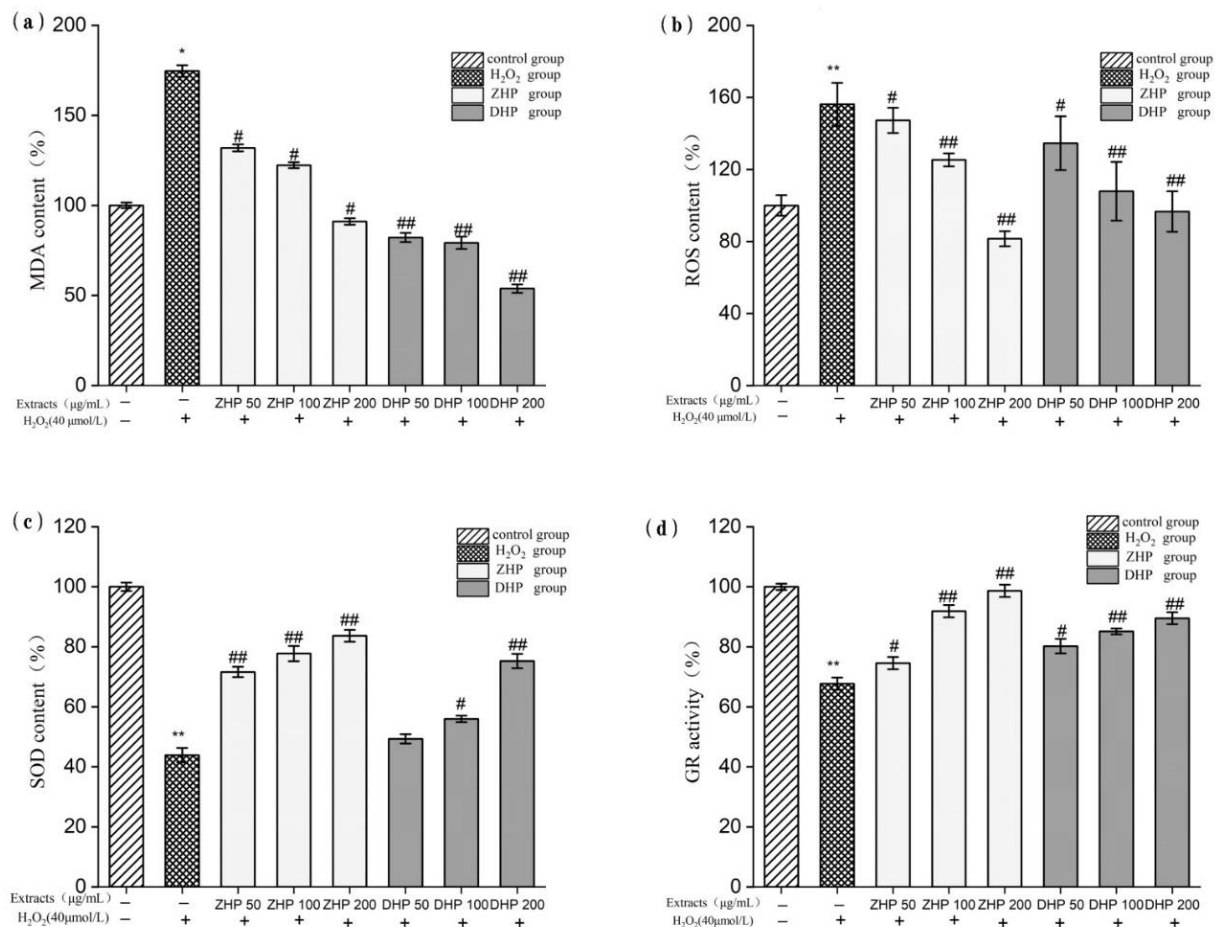 (a)
200
150
100
50
0
MDA content（%）
*
#
#
#
##
##
##
control group
H₂O₂ group
ZHP group
DHP group
Extracts（μg/mL） – – ZHP 50 ZHP 100 ZHP 200 DHP 50 DHP 100 DHP 200
H₂O₂(40 μmol/L) – + + + + + + +
(b)
200
160
120
80
40
0
ROS content（%）
**
#
##
##
#
##
##
control group
H₂O₂ group
ZHP group
DHP group
Extracts（μg/mL） – – ZHP 50 ZHP 100 ZHP 200 DHP 50 DHP 100 DHP 200
H₂O₂(40 μmol/L) – + + + + + + +
(c)
120
100
80
60
40
20
0
SOD content（%）
**
##
##
##
#
##
control group
H₂O₂ group
ZHP group
DHP group
Extracts（μg/mL） – – ZHP 50 ZHP 100 ZHP 200 DHP 50 DHP 100 DHP 200
H₂O₂(40μmol/L) – + + + + + + +
(d)
120
100
80
60
40
20
0
GR activity（%）
**
#
##
##
#
##
##
control group
H₂O₂ group
ZHP group
DHP group
Extracts（μg/mL） – – ZHP 50 ZHP 100 ZHP 200 DHP 50 DHP 100 DHP 200
H₂O₂(40μmol/L) – + + + + + + +